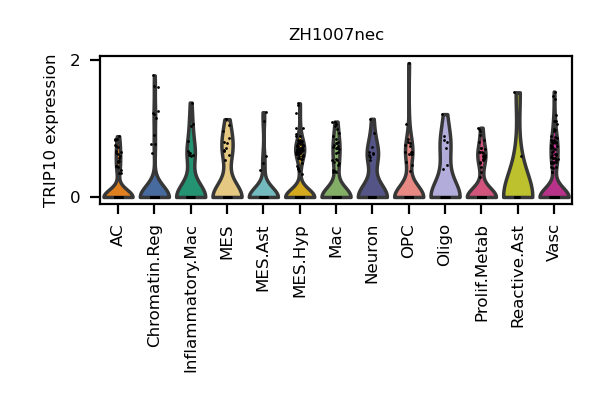 ZH1007nec
TRIP10 expression
2
0
AC
Chromatin.Reg
Inflammatory.Mac
MES
MES.Ast
MES.Hyp
Mac
Neuron
OPC
Oligo
Prolif.Metab
Reactive.Ast
Vasc